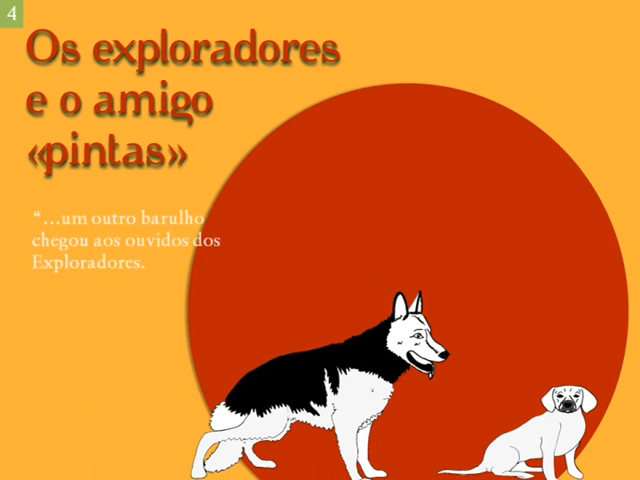 4
Os exploradores
e o amigo
«pintas»
“...um outro barulho
chegou aos ouvidos dos
Exploradores.